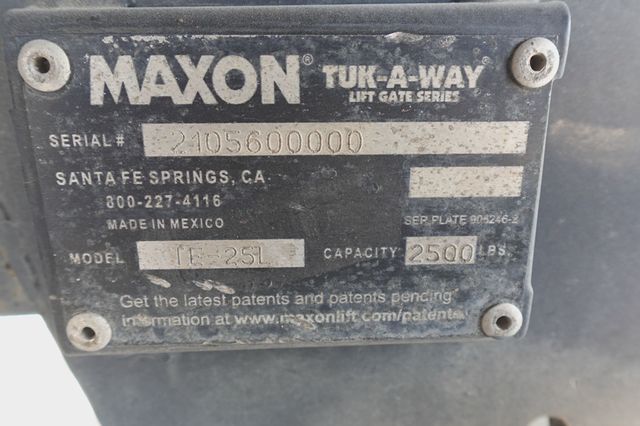 MAXON® TUK-A-WAY®
LIFT GATE SERIES
SERIAL # 2105600000
SANTA FE SPRINGS, CA.
800-227-4116
MADE IN MEXICO
SER. PLATE 905246-2
MODEL TE-25L CAPACITY 2500 LBS.
Get the latest patents and patents pending
information at www.maxonlift.com/patents